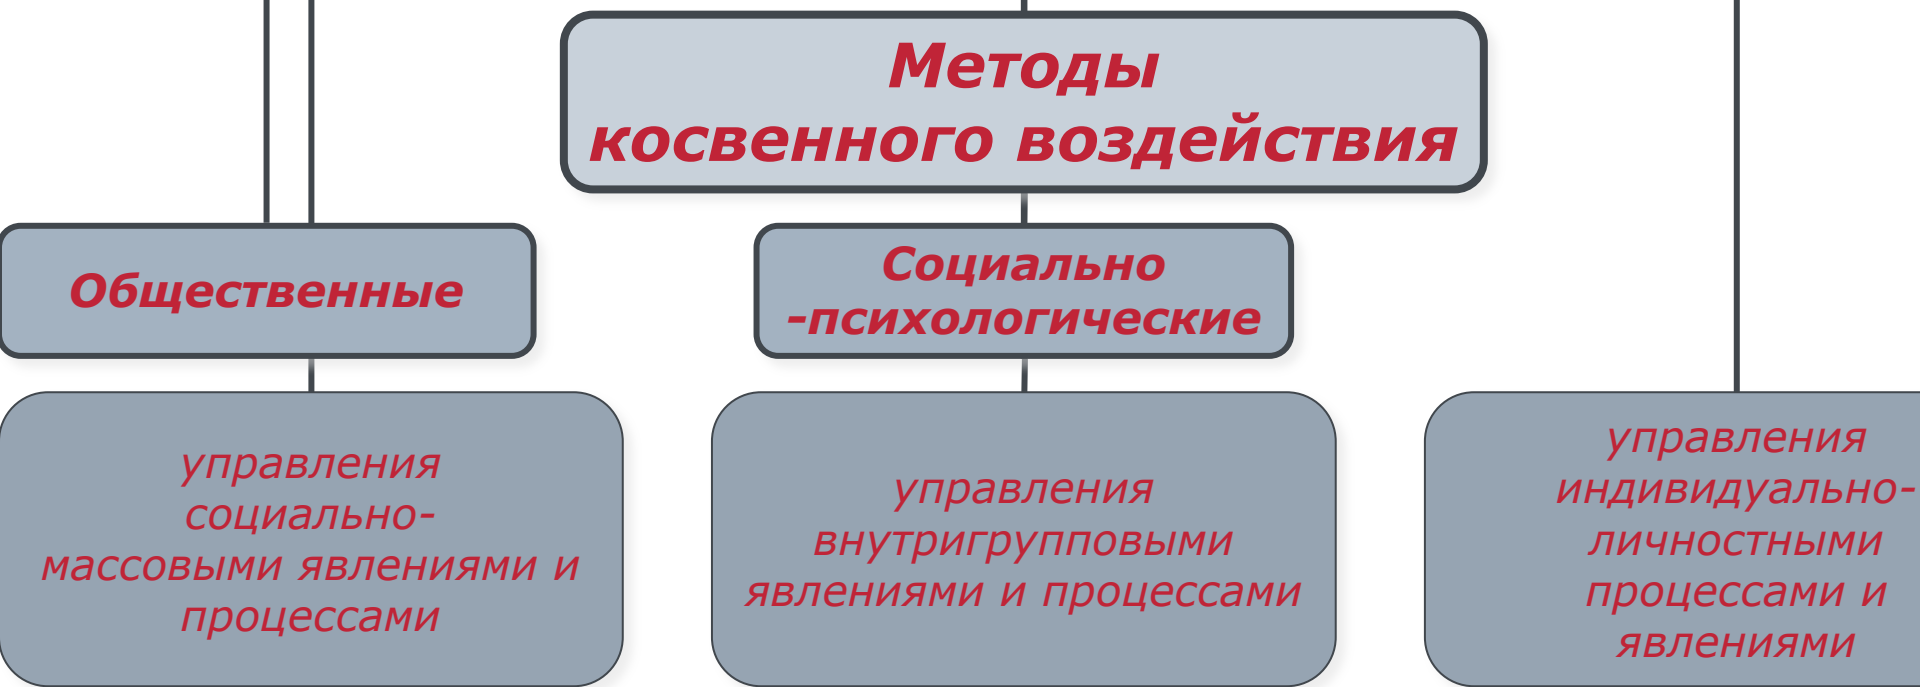 Методы
косвенного воздействия
Общественные
Социально
-психологические
управления
социально-
массовыми явлениями и
процессами
управления
внутригрупповыми
явлениями и процессами
управления
индивидуально-
личностными
процессами и
явлениями